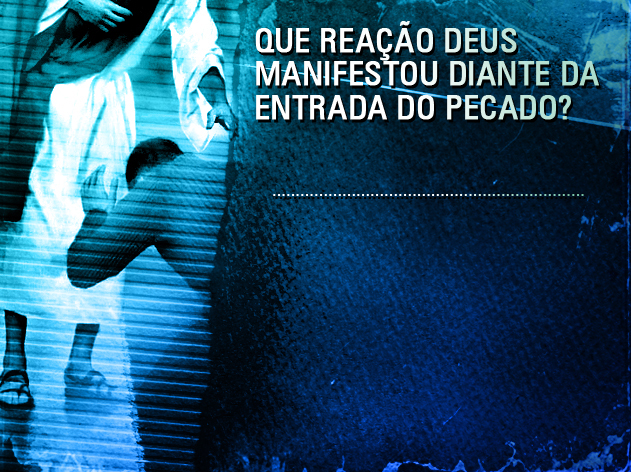 QUE REAÇÃO DEUS
MANIFESTOU DIANTE DA
ENTRADA DO PECADO?